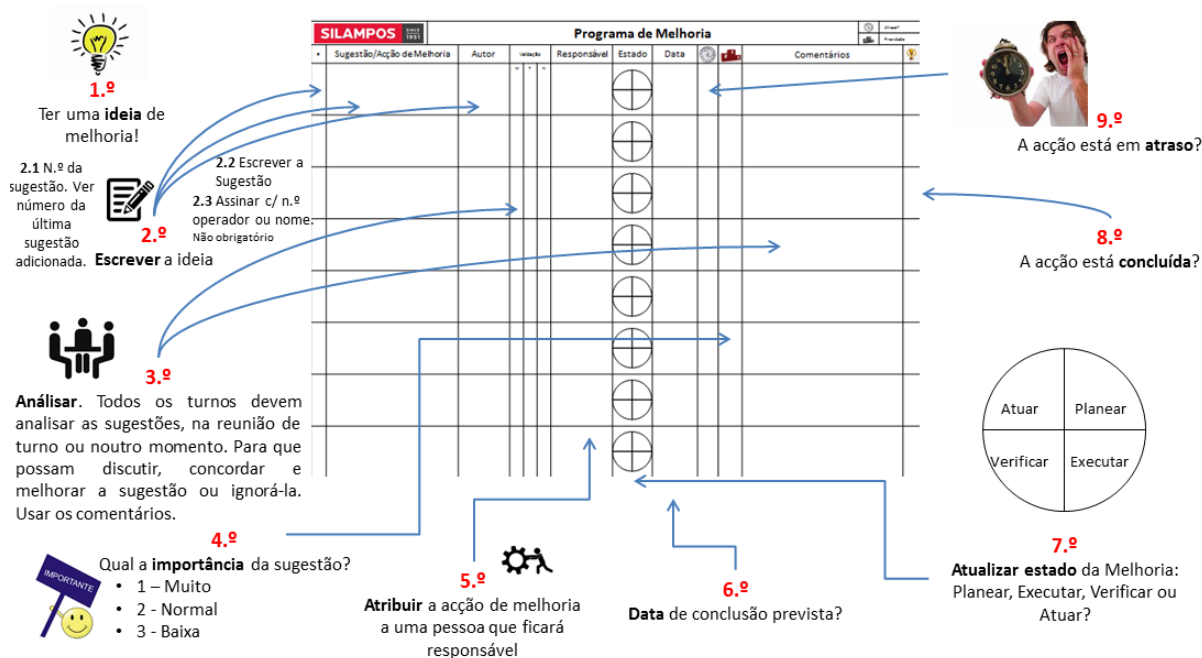 SILAMPOS SINCE 1951
Programa de Melhoria
Atraso?
Prioridade
Sugestão/Acção de Melhoria Autor Validação Responsável Estado Data Comentários
1.º
Ter uma ideia de
melhoria!
2.1 N.º da
sugestão. Ver
número da
última
sugestão
adicionada.
2.2 Escrever a
Sugestão
2.3 Assinar c/ n.º
operador ou nome.
Não obrigatório
2.º
Escrever a ideia
3.º
Análisar. Todos os turnos devem
analisar as sugestões, na reunião de
turno ou noutro momento. Para que
possam discutir, concordar e
melhorar a sugestão ou ignorá-la.
Usar os comentários.
4.º
Qual a importância da sugestão?
• 1 – Muito
• 2 - Normal
• 3 - Baixa
IMPORTANTE
5.º
Atribuir a acção de melhoria
a uma pessoa que ficará
responsável
6.º
Data de conclusão prevista?
Atuar Planear
Verificar Executar
7.º
Atualizar estado da Melhoria:
Planear, Executar, Verificar ou
Atuar?
8.º
A acção está concluída?
9.º
A acção está em atraso?